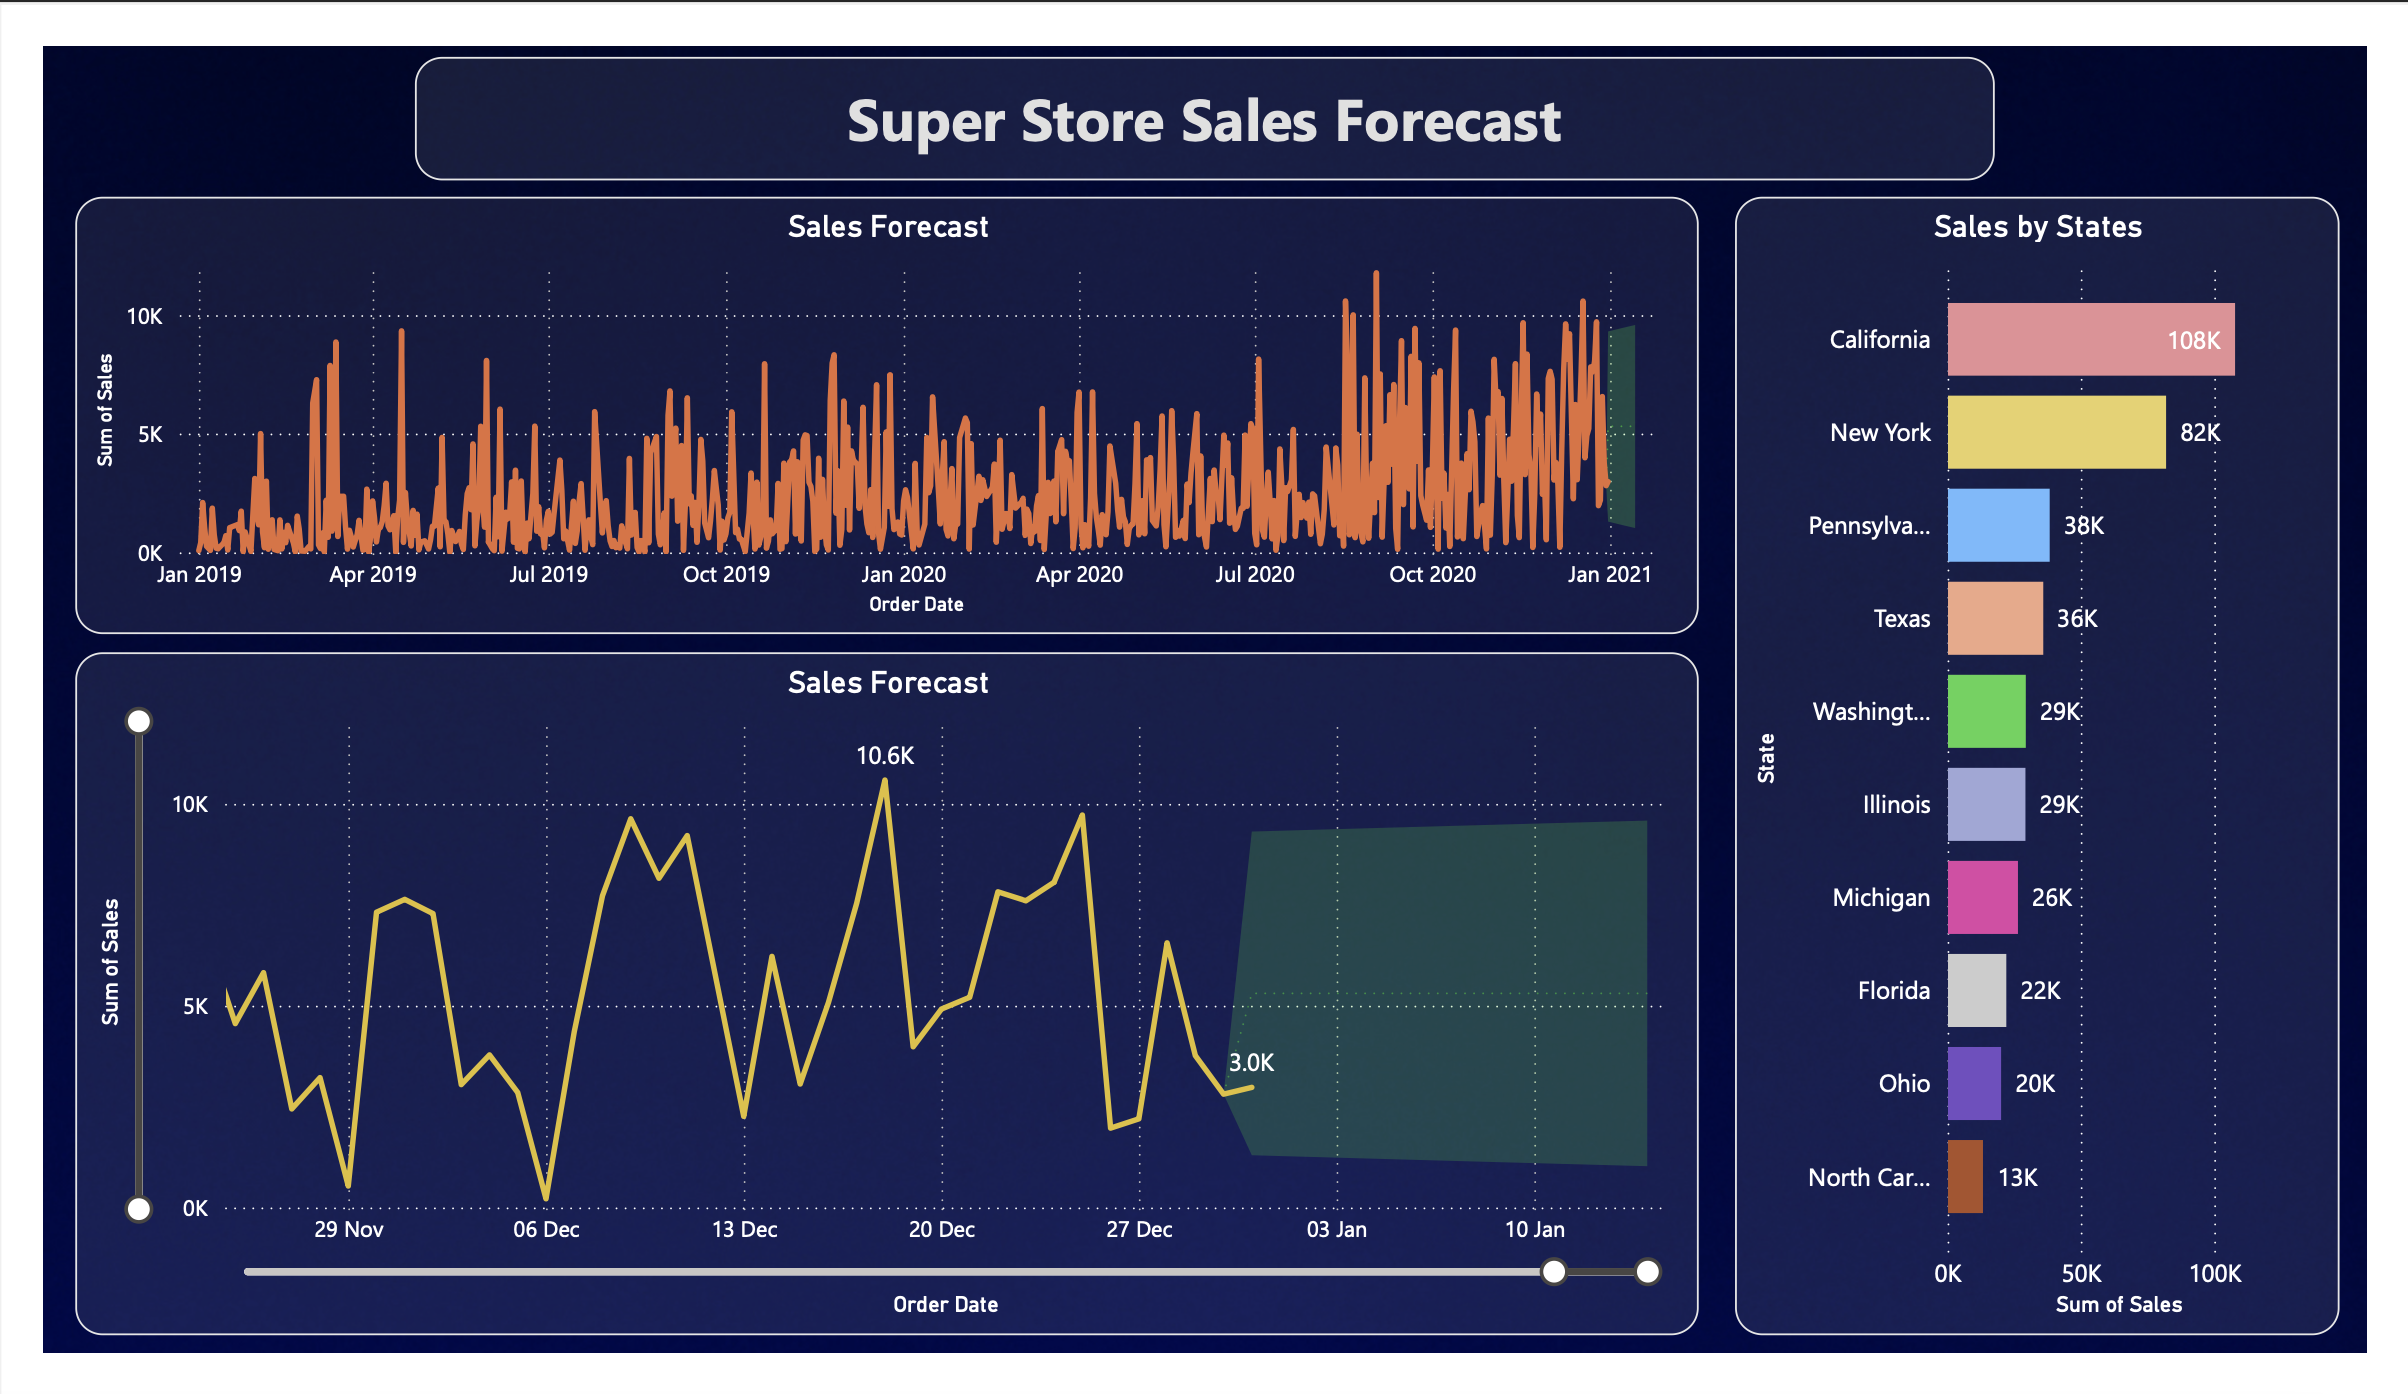 Super Store Sales Forecast
Sales Forecast
Sum of Sales
10K
5K
0K
Jan 2019 Apr 2019 Jul 2019 Oct 2019 Jan 2020 Apr 2020 Jul 2020 Oct 2020 Jan 2021
Order Date
Sales Forecast
Sum of Sales
10.6K
10K
5K
3.0K
0K
29 Nov 06 Dec 13 Dec 20 Dec 27 Dec 03 Jan 10 Jan
Order Date
Sales by States
State
California 108K
New York 82K
Pennsylva... 38K
Texas 36K
Washingt... 29K
Illinois 29K
Michigan 26K
Florida 22K
Ohio 20K
North Car... 13K
0K 50K 100K
Sum of Sales